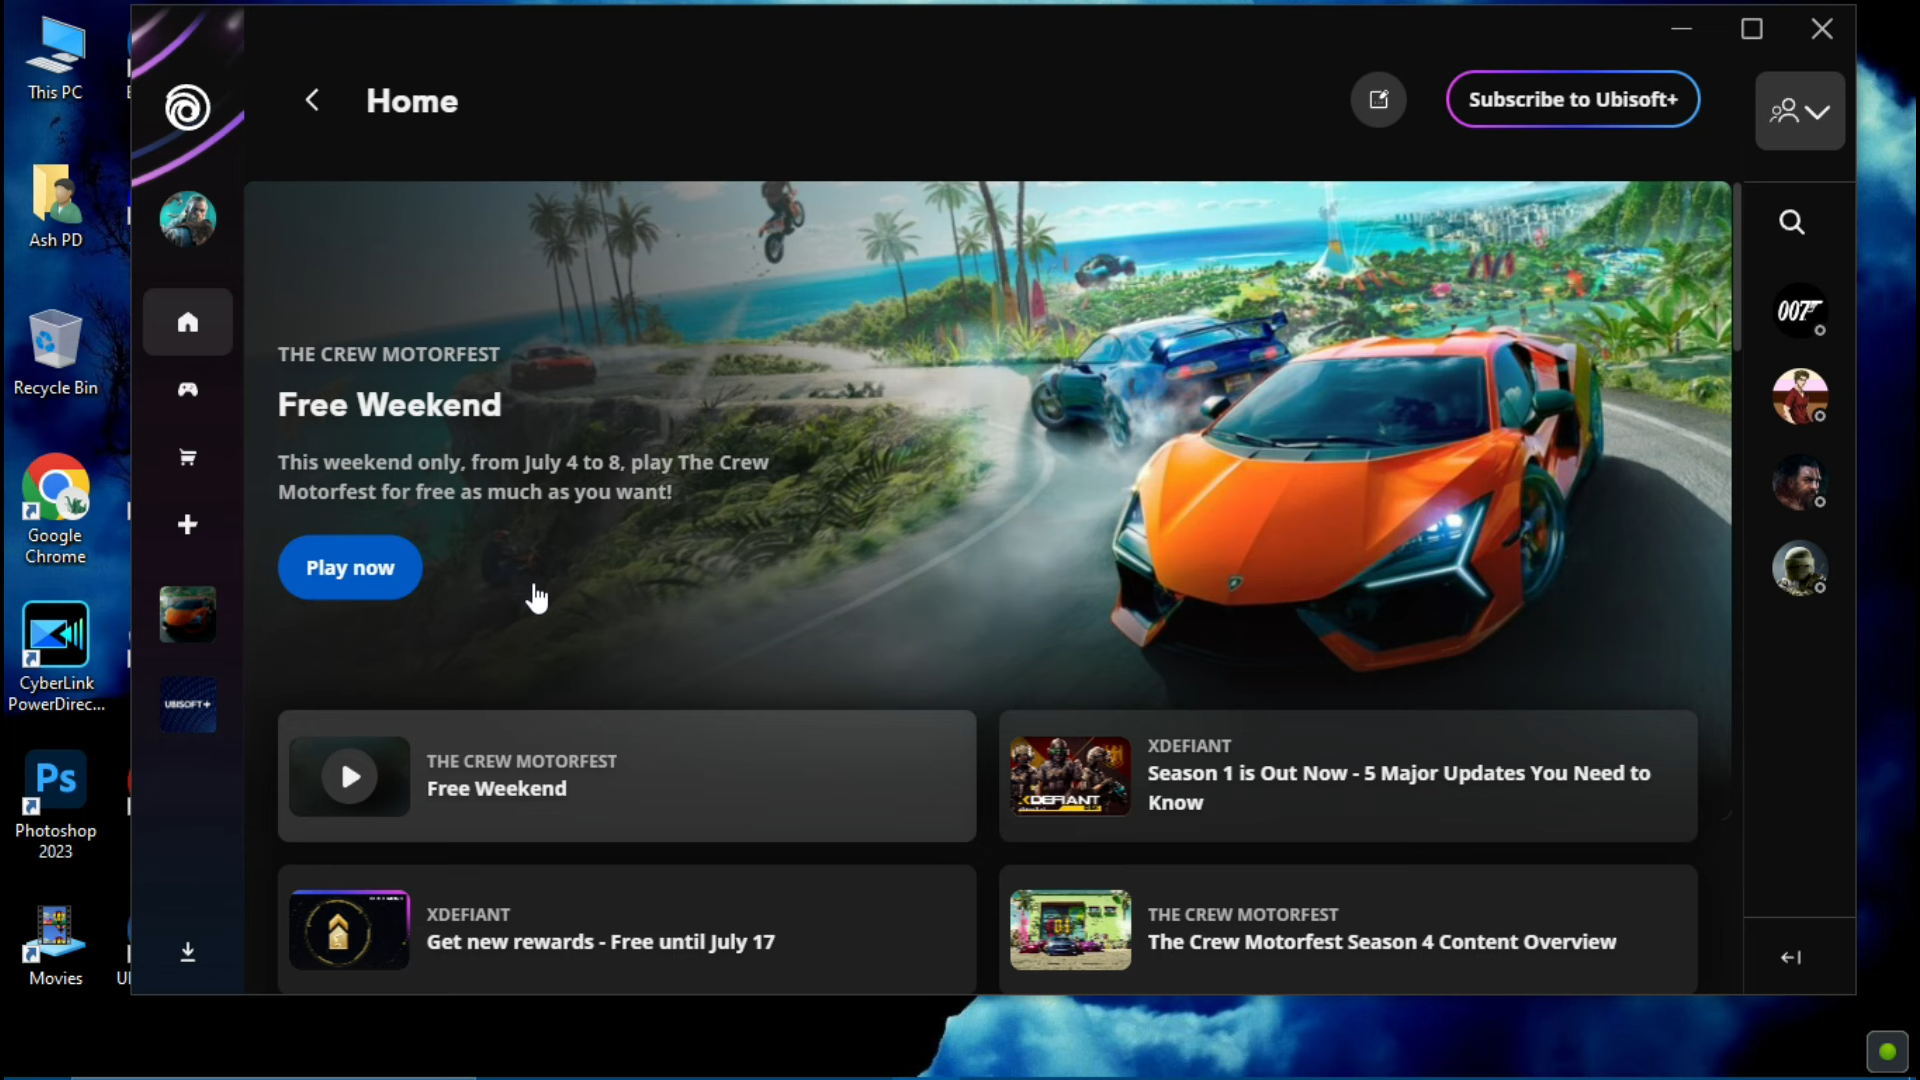 This PC
Ash PD
Recycle Bin
Google
Chrome
CyberLink
PowerDirec...
Ps
Photoshop
2023
Movies
Home
Subscribe to Ubisoft+
THE CREW MOTORFEST
Free Weekend
This weekend only, from July 4 to 8, play The Crew
Motorfest for free as much as you want!
Play now
UBISOFT+
007
THE CREW MOTORFEST
Free Weekend
XDEFIANT
XDEFIANT
Season 1 is Out Now - 5 Major Updates You Need to
Know
XDEFIANT
Get new rewards - Free until July 17
THE CREW MOTORFEST
The Crew Motorfest Season 4 Content Overview